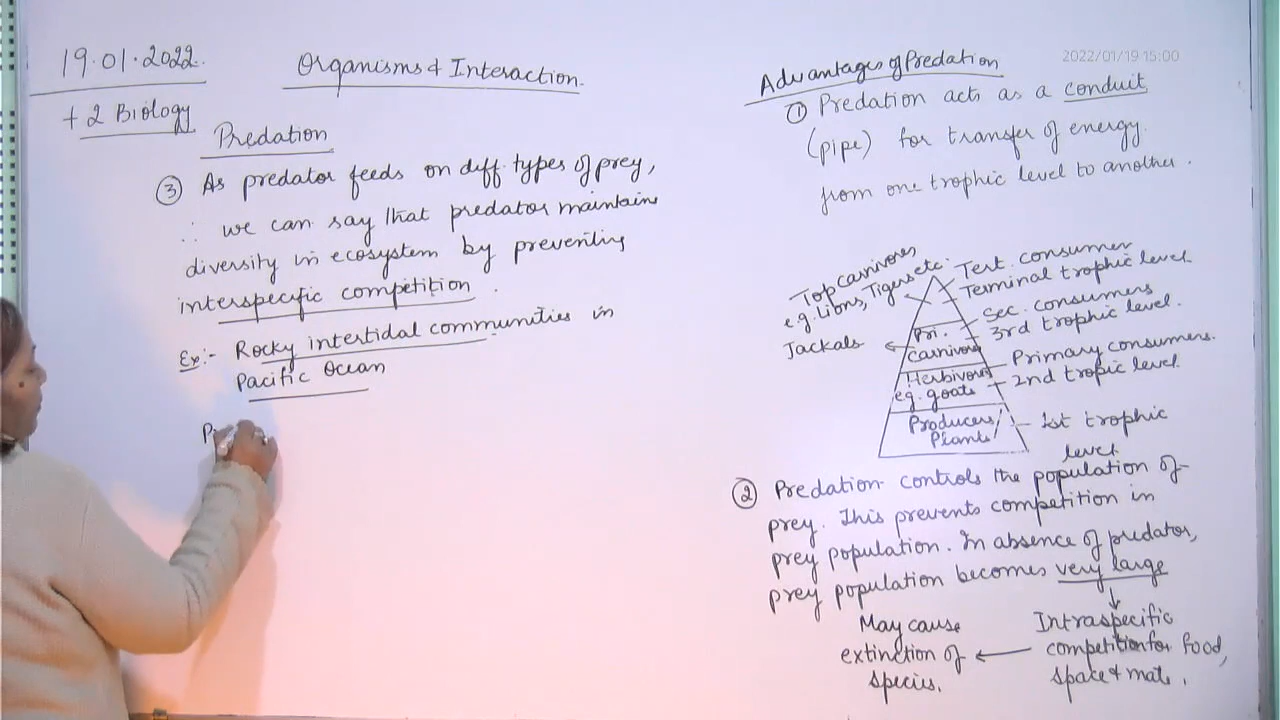 19.01.2022.
Organisms & Interaction.
+2 Biology
Predation
③ As predator feeds on diff. types of prey,
∴ we can say that predator maintains
diversity in ecosystem by preventing
interspecific competition.
Ex:- Rocky intertidal communities in
Pacific Ocean
Advantages of Predation
2022/01/19 15:00
① Predation acts as a conduit
(pipe) for transfer of energy.
from one trophic level to another.
Top carnivores
e.g. Lions, Tigers etc.
Jackals
Tert. consumer
Terminal trophic level
Pri.
carnivores
Sec. consumers
3rd trophic level.
Herbivores
eg. goats
Primary consumers.
2nd tropic level.
Producers/
Plants
1st trophic
level
② Predation controls the population of
prey. This prevents competition in
prey population. In absence of predator,
prey population becomes very large
Intraspecific
competition for food,
space & mate.
May cause
extinction of
species.